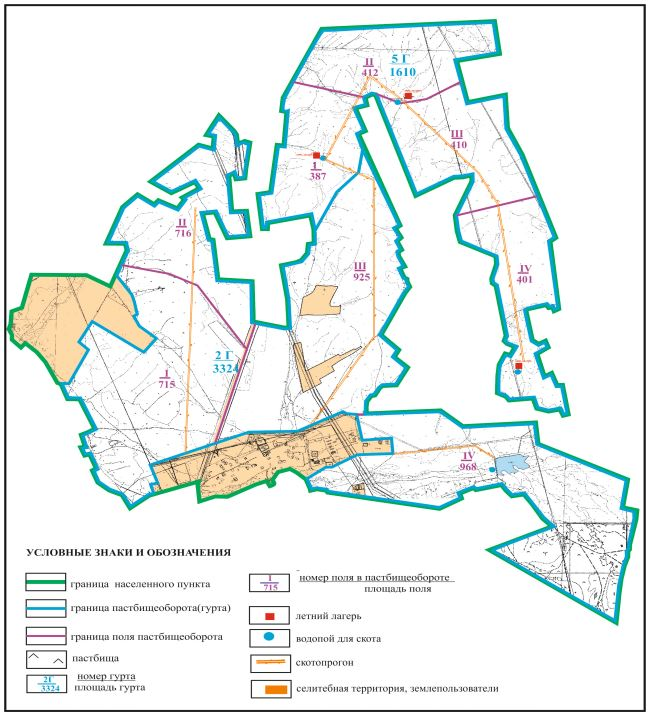 5 Г
1610
II
412
Ш
410
I
387
II
716
Ш
925
IV
401
2 Г
3324
I
715
IV
968
УСЛОВНЫЕ ЗНАКИ И ОБОЗНАЧЕНИЯ
граница населенного пункта
граница пастбищеоборота(гурта)
граница поля пастбищеоборота
пастбища
2Г
3324
номер гурта
площадь гурта
I
715
номер поля в пастбищеобороте
площадь поля
летний лагерь
водопой для скота
скотопрогон
селитебная территория, землепользователи